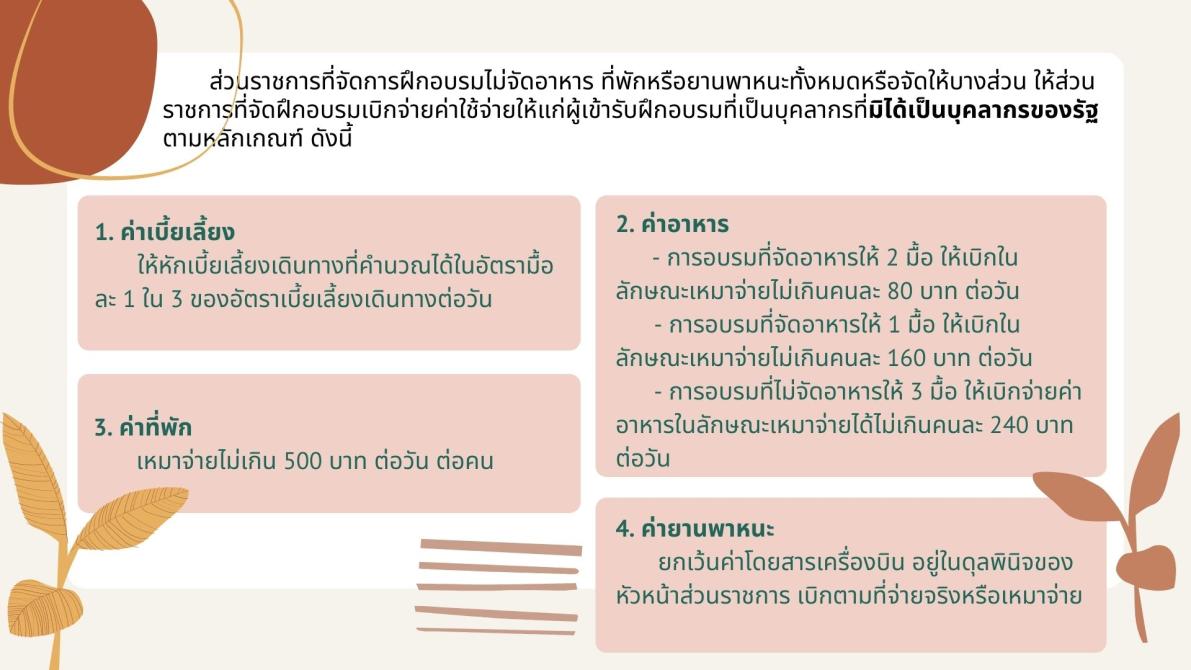 ส่วนราชการที่จัดการฝึกอบรมไม่จัดอาหาร ที่พักหรือยานพาหนะทั้งหมดหรือจัดให้บางส่วน ให้ส่วน
ราชการที่จัดฝึกอบรมเบิกจ่ายค่าใช้จ่ายให้แก่ผู้เข้ารับฝึกอบรมที่เป็นบุคลากรที่มิได้เป็นบุคลากรของรัฐ
ตามหลักเกณฑ์ ดังนี้
1. ค่าเบี้ยเลี้ยง
ให้หักเบี้ยเลี้ยงเดินทางที่คำนวณได้ในอัตรามื้อ
ละ 1 ใน 3 ของอัตราเบี้ยเลี้ยงเดินทางต่อวัน
2. ค่าอาหาร
- การอบรมที่จัดอาหารให้ 2 มื้อ ให้เบิกใน
ลักษณะเหมาจ่ายไม่เกินคนละ 80 บาท ต่อวัน
- การอบรมที่จัดอาหารให้ 1 มื้อ ให้เบิกใน
ลักษณะเหมาจ่ายไม่เกินคนละ 160 บาท ต่อวัน
- การอบรมที่ไม่จัดอาหารให้ 3 มื้อ ให้เบิกจ่ายค่า
อาหารในลักษณะเหมาจ่ายได้ไม่เกินคนละ 240 บาท
ต่อวัน
3. ค่าที่พัก
เหมาจ่ายไม่เกิน 500 บาท ต่อวัน ต่อคน
4. ค่ายานพาหนะ
ยกเว้นค่าโดยสารเครื่องบิน อยู่ในดุลพินิจของ
หัวหน้าส่วนราชการ เบิกตามที่จ่ายจริงหรือเหมาจ่าย